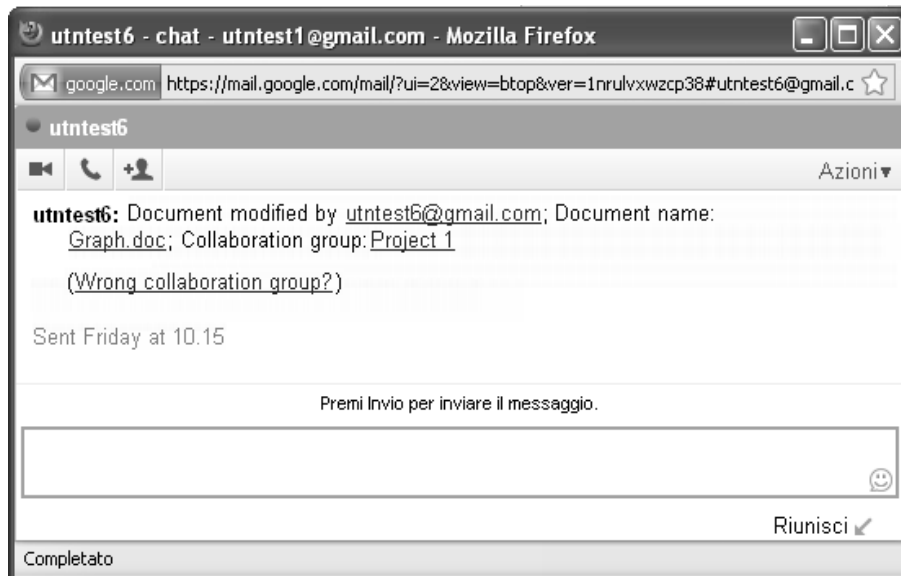 utntest6 - chat - utntest1@gmail.com - Mozilla Firefox
google.com https://mail.google.com/mail/?ui=2&view=btop&ver=1nrulvxwzcp38#utntest6@gmail.c
utntest6
Azioni
utntest6: Document modified by utntest6@gmail.com; Document name:
Graph.doc; Collaboration group: Project 1
(Wrong collaboration group?)
Sent Friday at 10.15
Premi Invio per inviare il messaggio.
Riunisci
Completato